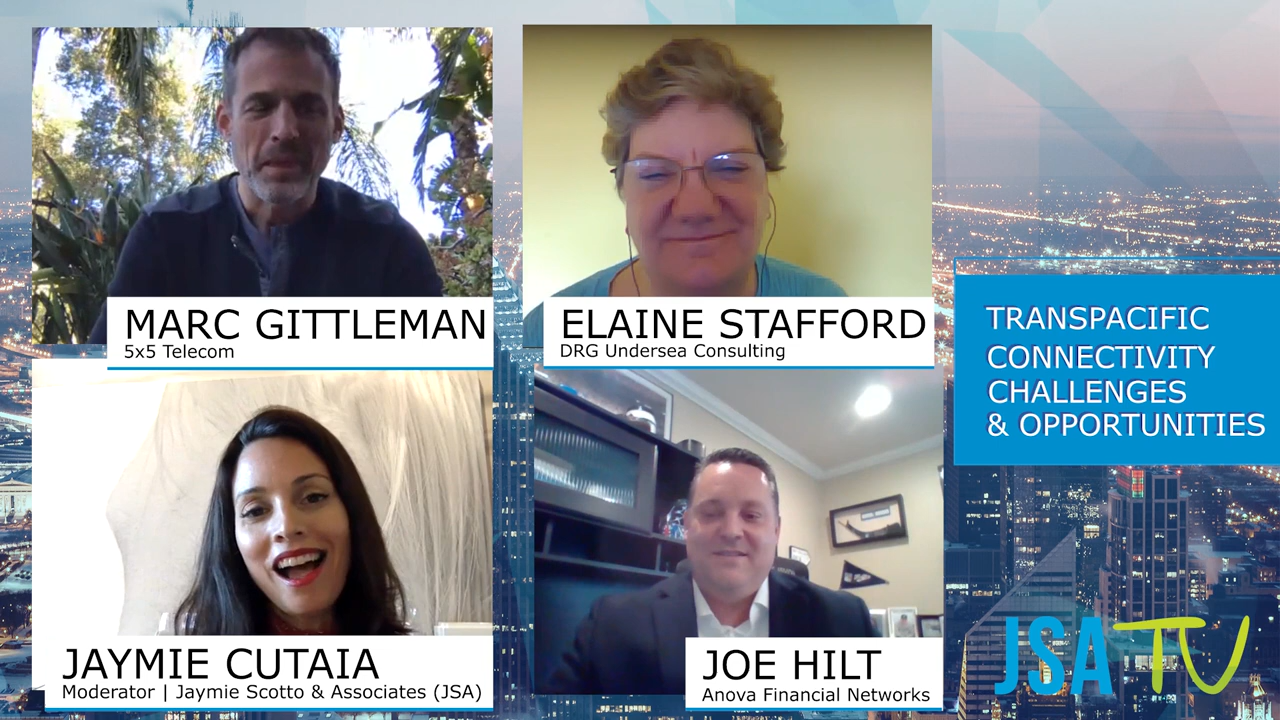 MARC GITTLEMAN
5x5 Telecom
ELAINE STAFFORD
DRG Undersea Consulting
TRANSPACIFIC
CONNECTIVITY
CHALLENGES
& OPPORTUNITIES
JAYMIE CUTAIA
Moderator | Jaymie Scotto & Associates (JSA)
JOE HILT
Anova Financial Networks
JSA TV